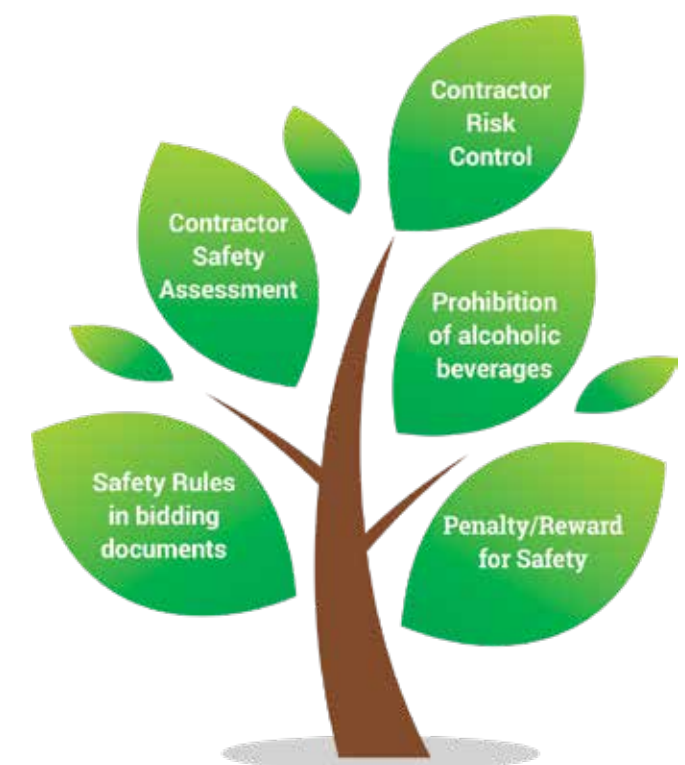 Contractor
Risk
Control
Contractor
Safety
Assessment
Prohibition
of alcoholic
beverages
Safety Rules
in bidding
documents
Penalty/Reward
for Safety